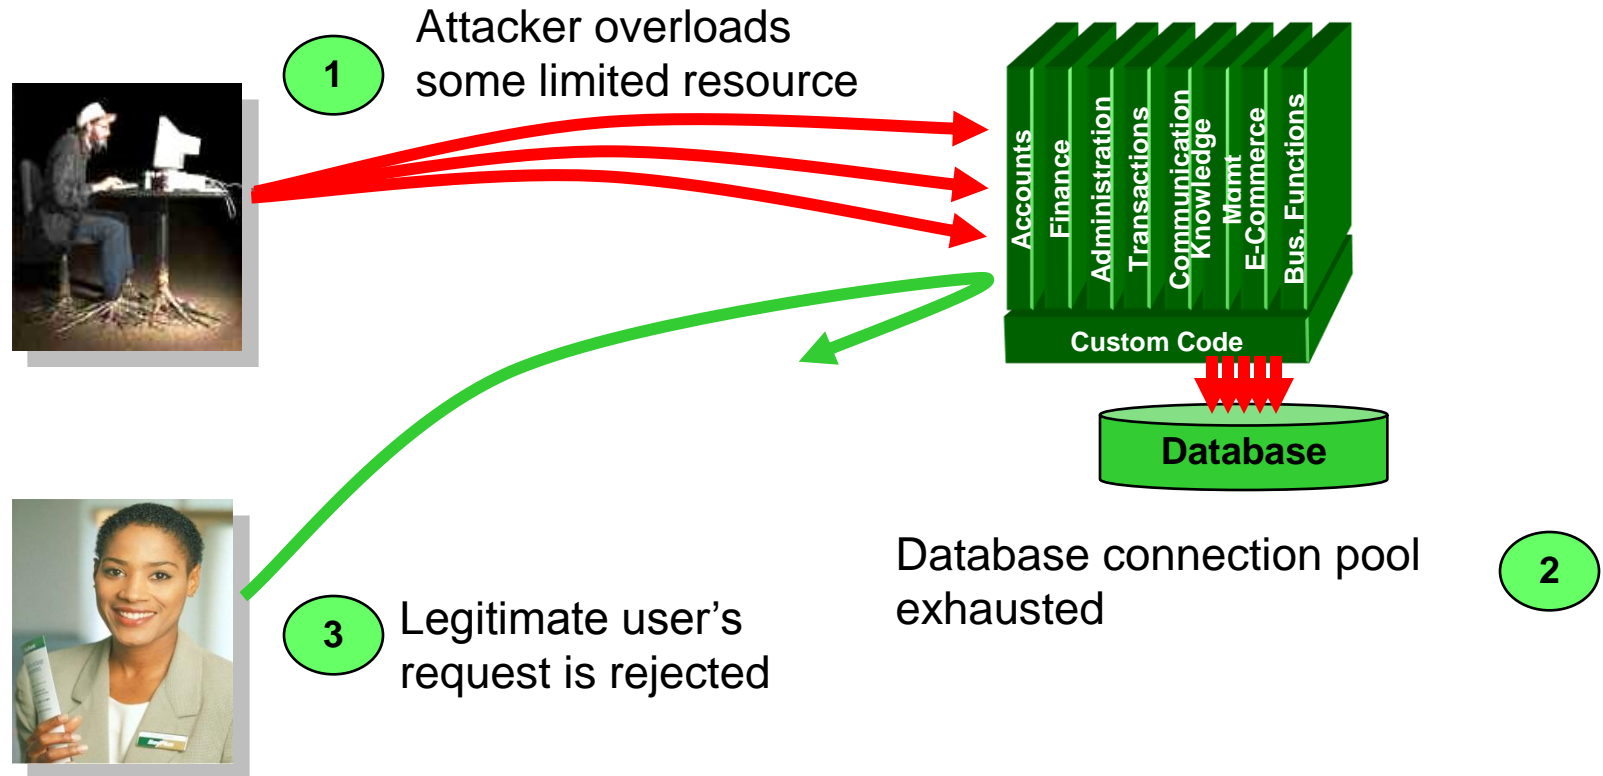 1
Attacker overloads
some limited resource
Accounts
Finance
Administration
Transactions
Communication
Knowledge
Mgmt
E-Commerce
Bus. Functions
Custom Code
Database
Database connection pool
exhausted
2
3
Legitimate user’s
request is rejected